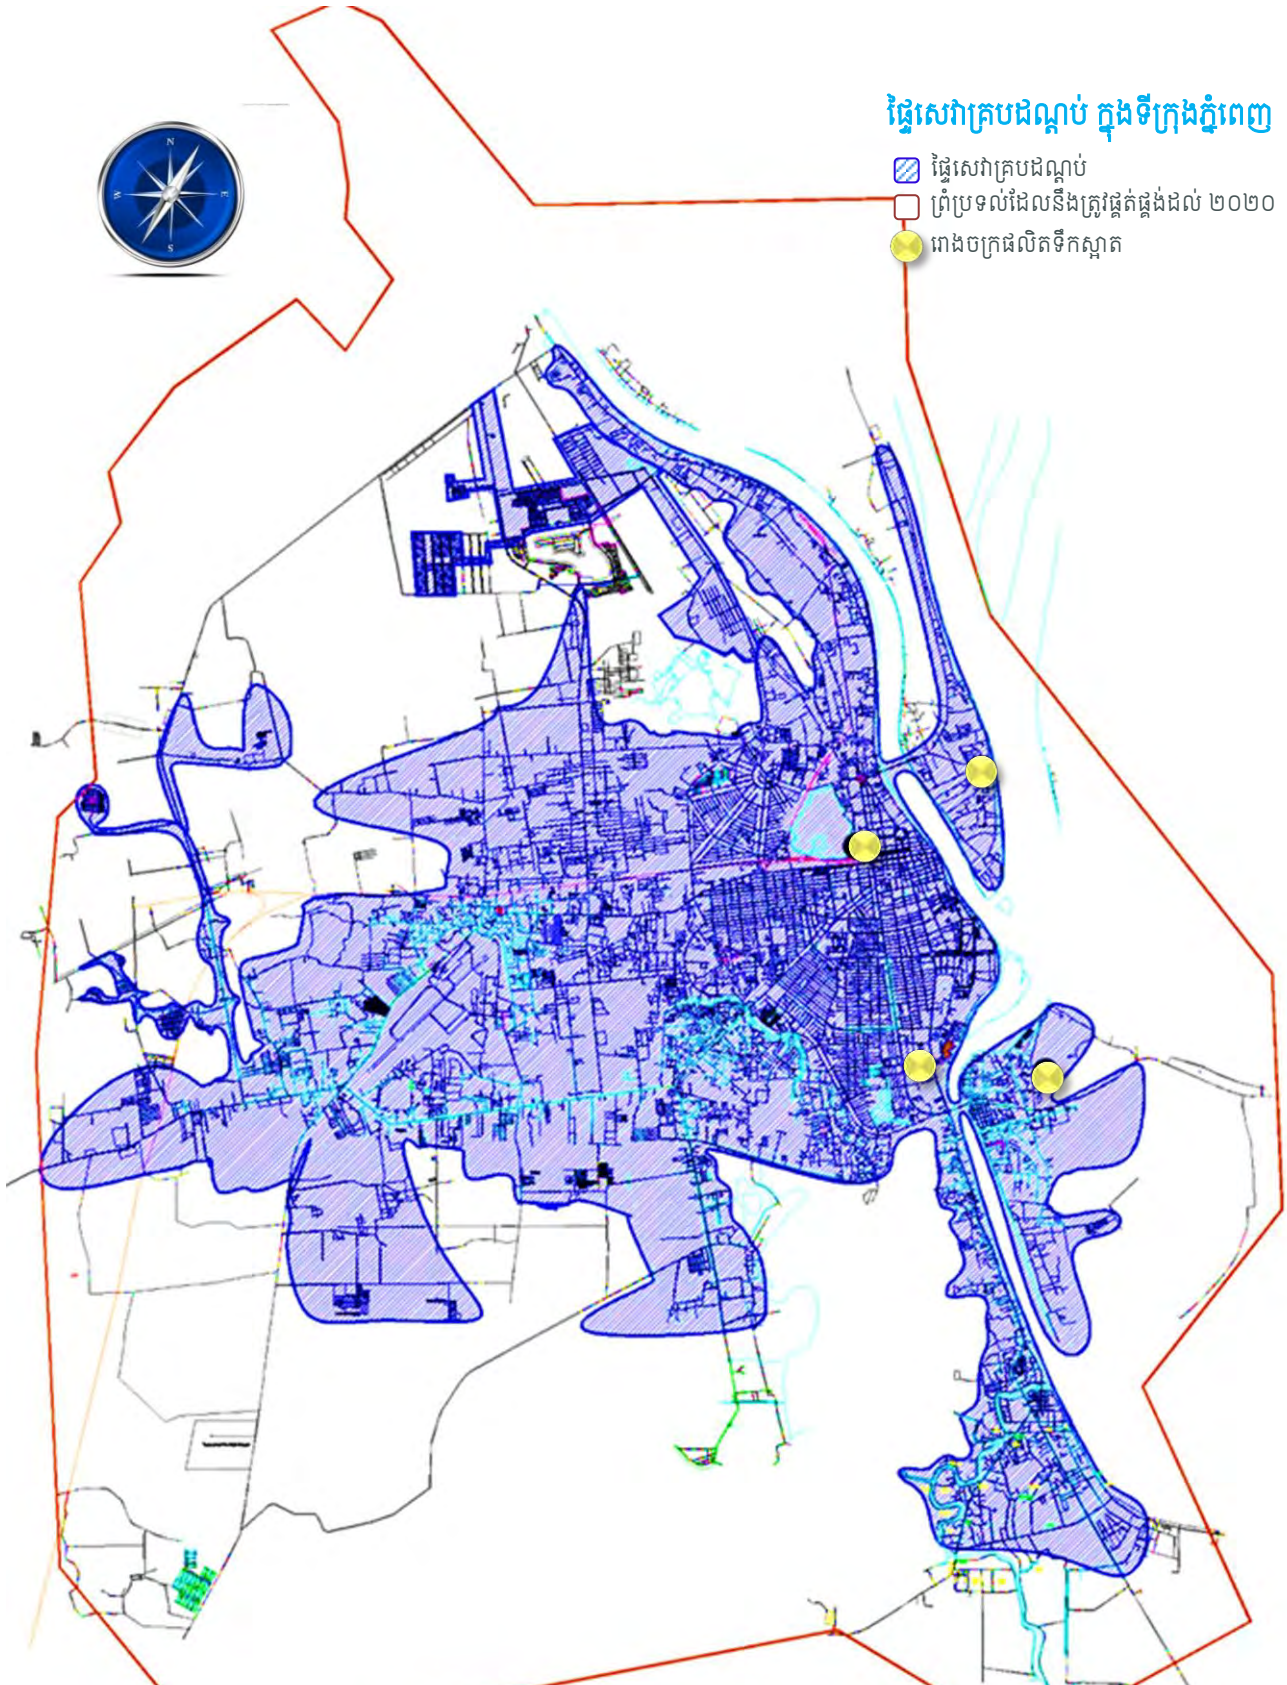 ផ្ទៃសេវាគ្របដណ្ដប់ ក្នុងទីក្រុងភ្នំពេញ
ផ្ទៃសេវាគ្របដណ្ដប់
ព្រំប្រទល់ដែលនឹងត្រូវផ្គត់ផ្គង់ដល់ ២០២០
រោងចក្រផលិតទឹកស្អាត
N
W
E
S